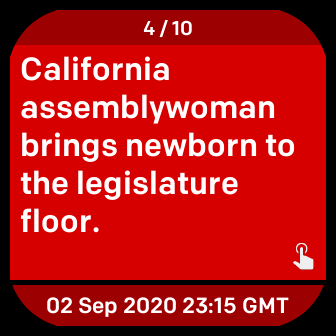 4 / 10
California
assemblywoman
brings newborn to
the legislature
floor.
02 Sep 2020 23:15 GMT